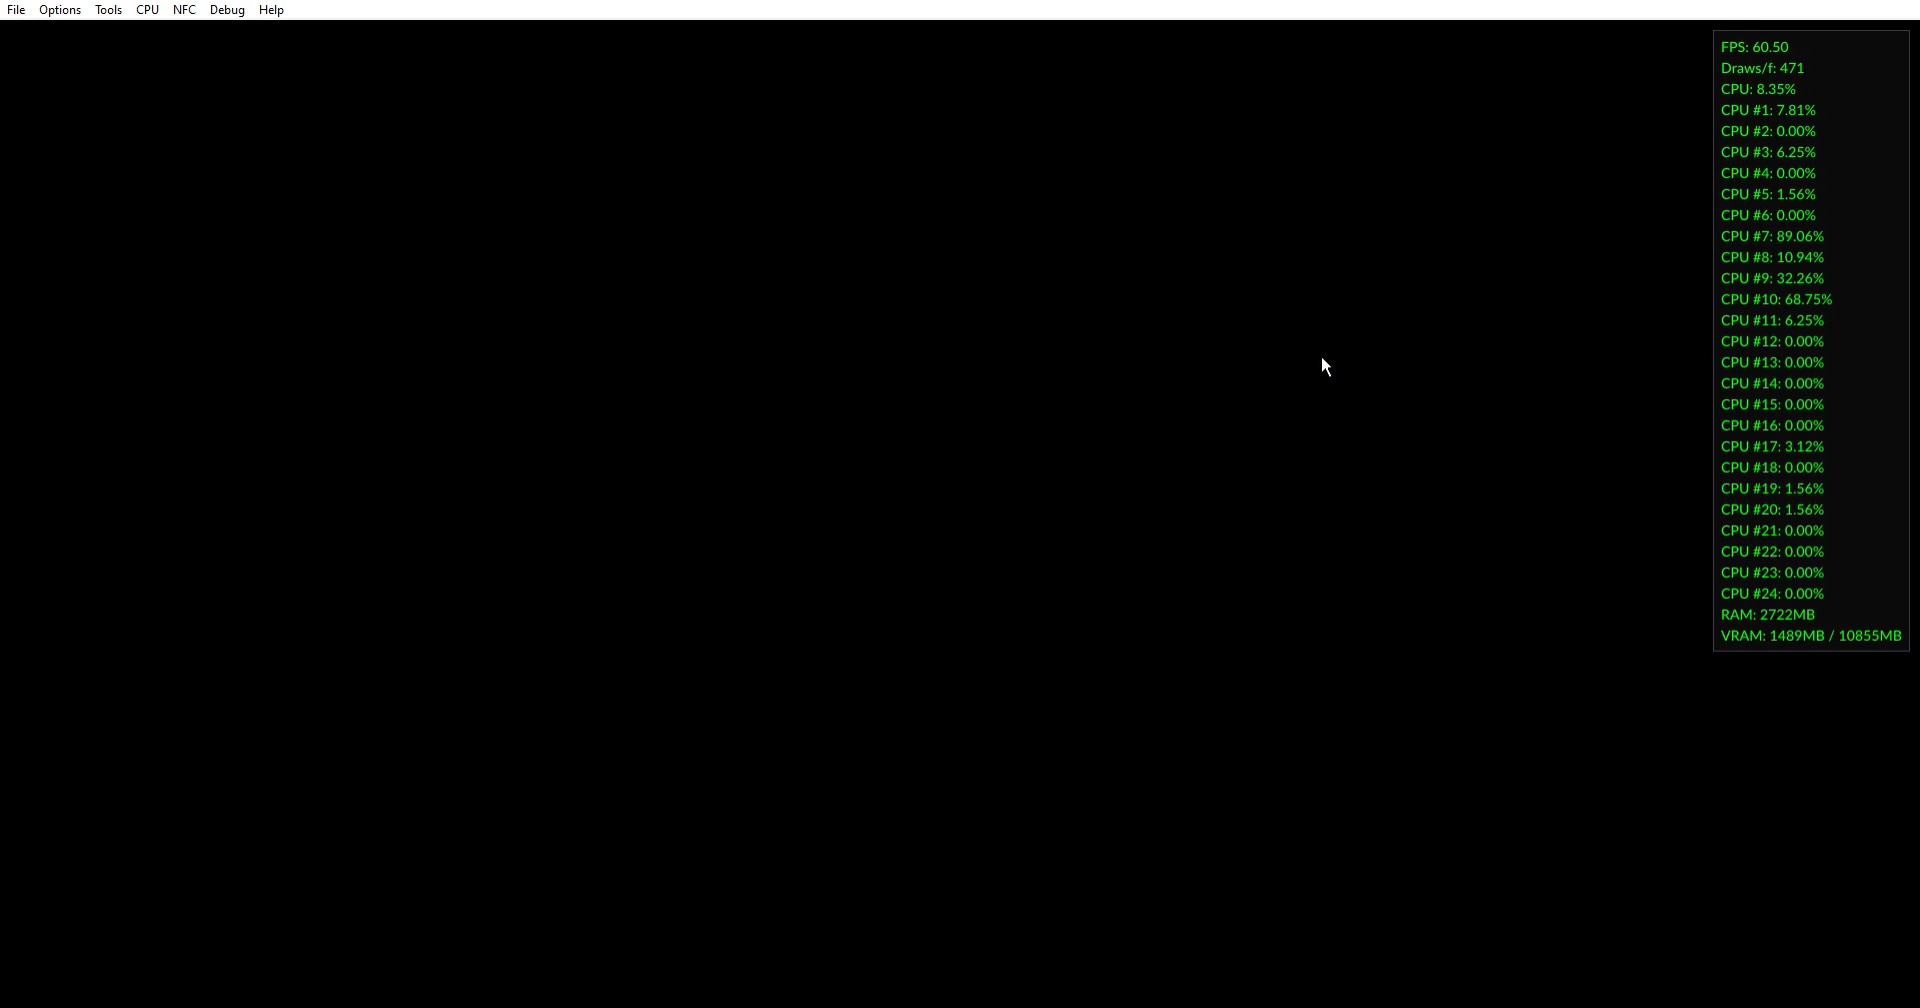 File Options Tools CPU NFC Debug Help
FPS: 60.50
Draws/f: 471
CPU: 8.35%
CPU #1: 7.81%
CPU #2: 0.00%
CPU #3: 6.25%
CPU #4: 0.00%
CPU #5: 1.56%
CPU #6: 0.00%
CPU #7: 89.06%
CPU #8: 10.94%
CPU #9: 32.26%
CPU #10: 68.75%
CPU #11: 6.25%
CPU #12: 0.00%
CPU #13: 0.00%
CPU #14: 0.00%
CPU #15: 0.00%
CPU #16: 0.00%
CPU #17: 3.12%
CPU #18: 0.00%
CPU #19: 1.56%
CPU #20: 1.56%
CPU #21: 0.00%
CPU #22: 0.00%
CPU #23: 0.00%
CPU #24: 0.00%
RAM: 2722MB
VRAM: 1489MB / 10855MB